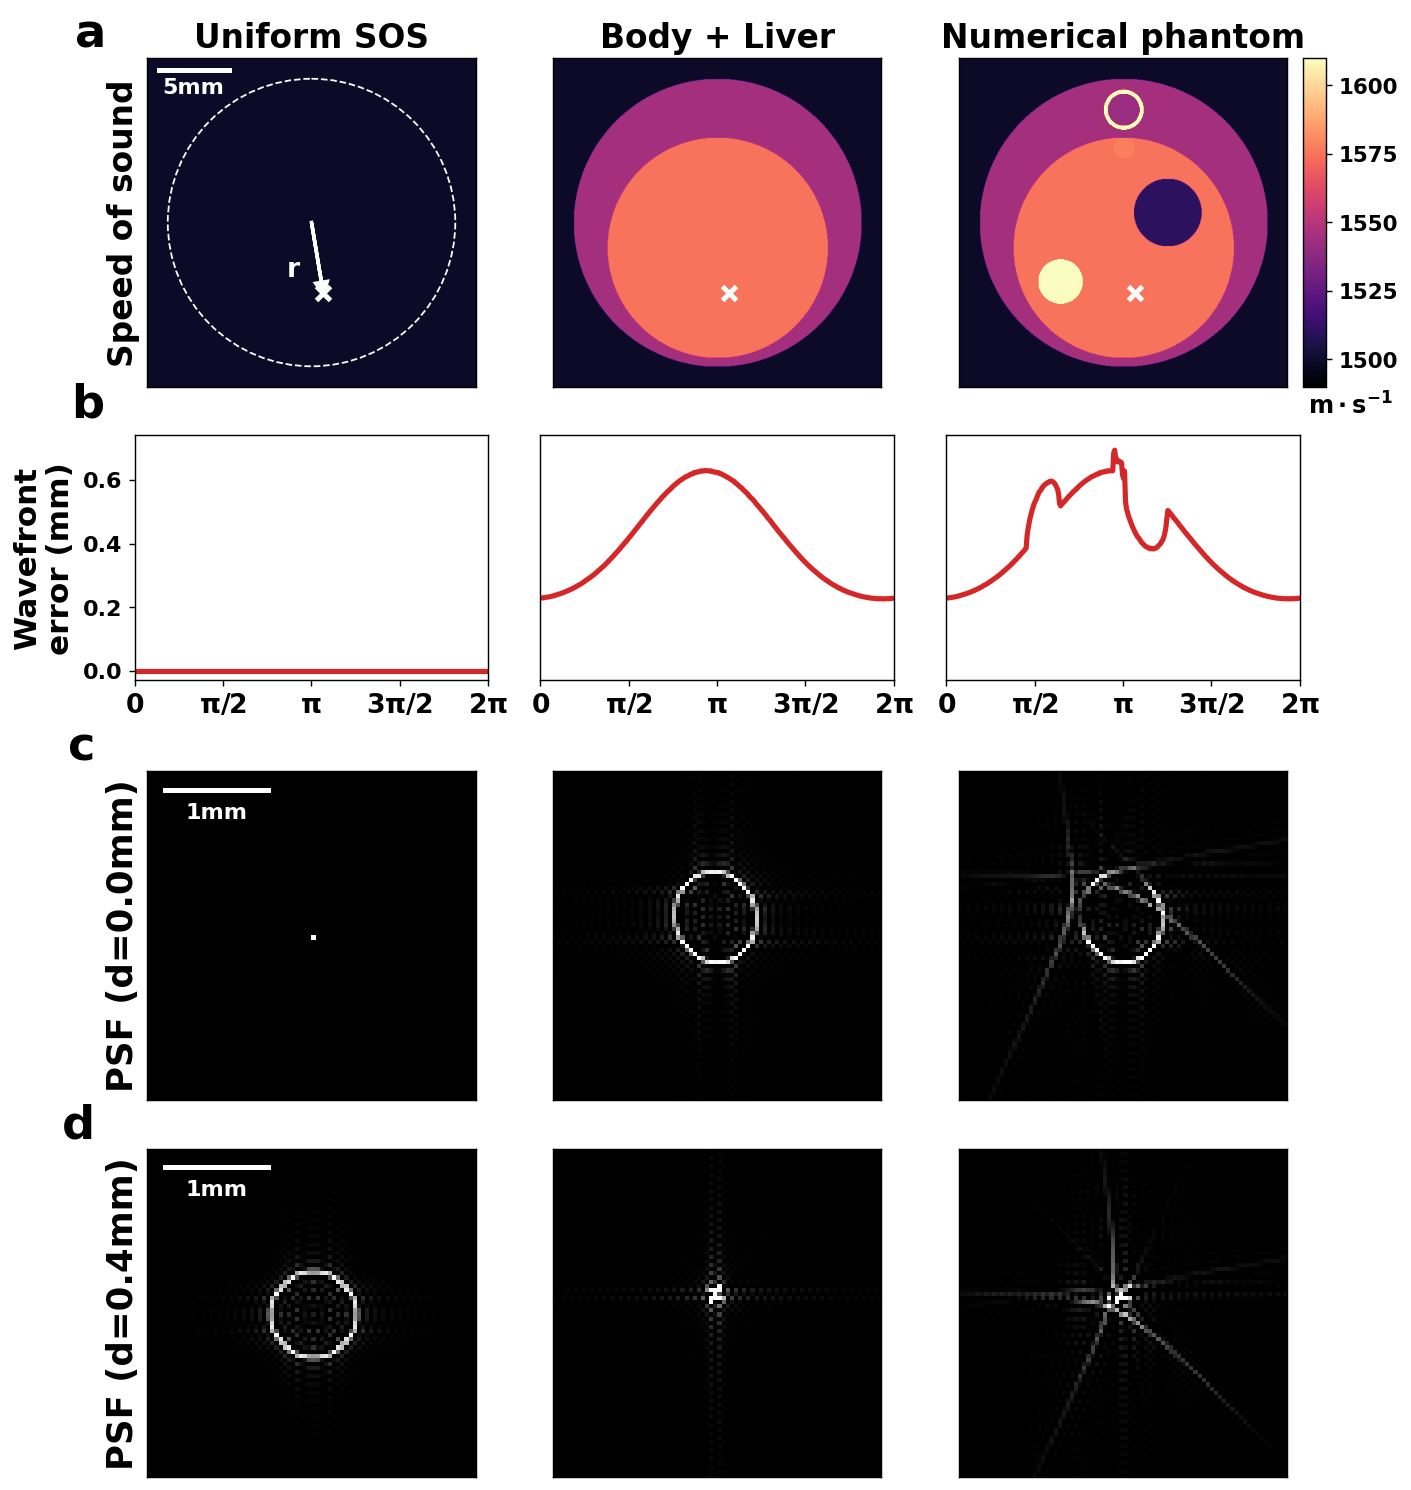 a
Uniform SOS
Body + Liver
Numerical phantom
Speed of sound
5mm
r
1600
1575
1550
1525
1500
m · s⁻¹
b
Wavefront
error (mm)
0.6
0.4
0.2
0.0
0 π/2 π 3π/2 2π
0 π/2 π 3π/2 2π
0 π/2 π 3π/2 2π
c
PSF (d=0.0mm)
1mm
d
PSF (d=0.4mm)
1mm